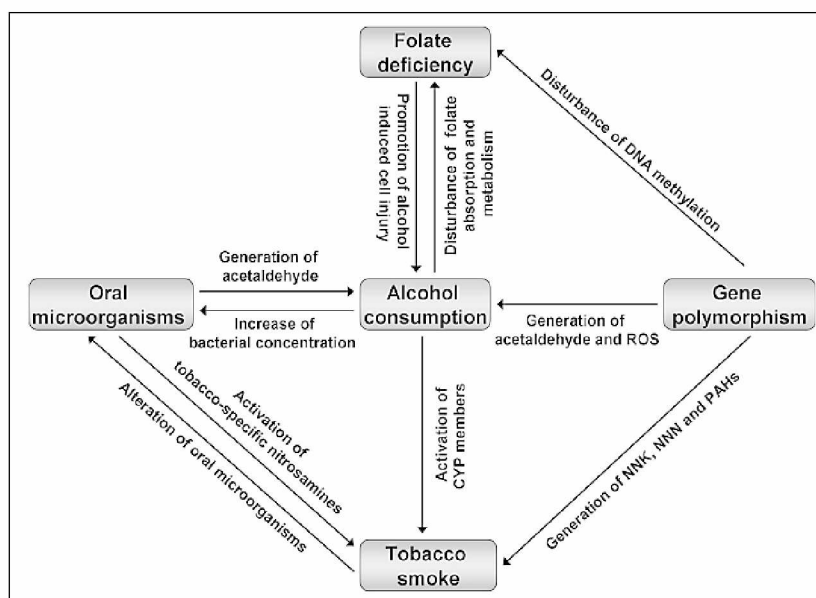 Folate
deficiency
Promotion of alcohol
induced cell injury
Disturbance of folate
absorption and
metabolism
Disturbance of DNA methylation
Generation of
acetaldehyde
Oral
microorganisms
Alcohol
consumption
Gene
polymorphism
Increase of
bacterial concentration
Generation of
acetaldehyde and ROS
Activation of
tobacco-specific nitrosamines
Alteration of oral microorganisms
Activation of
CYP members
Generation of NNK, NNN and PAHs
Tobacco
smoke